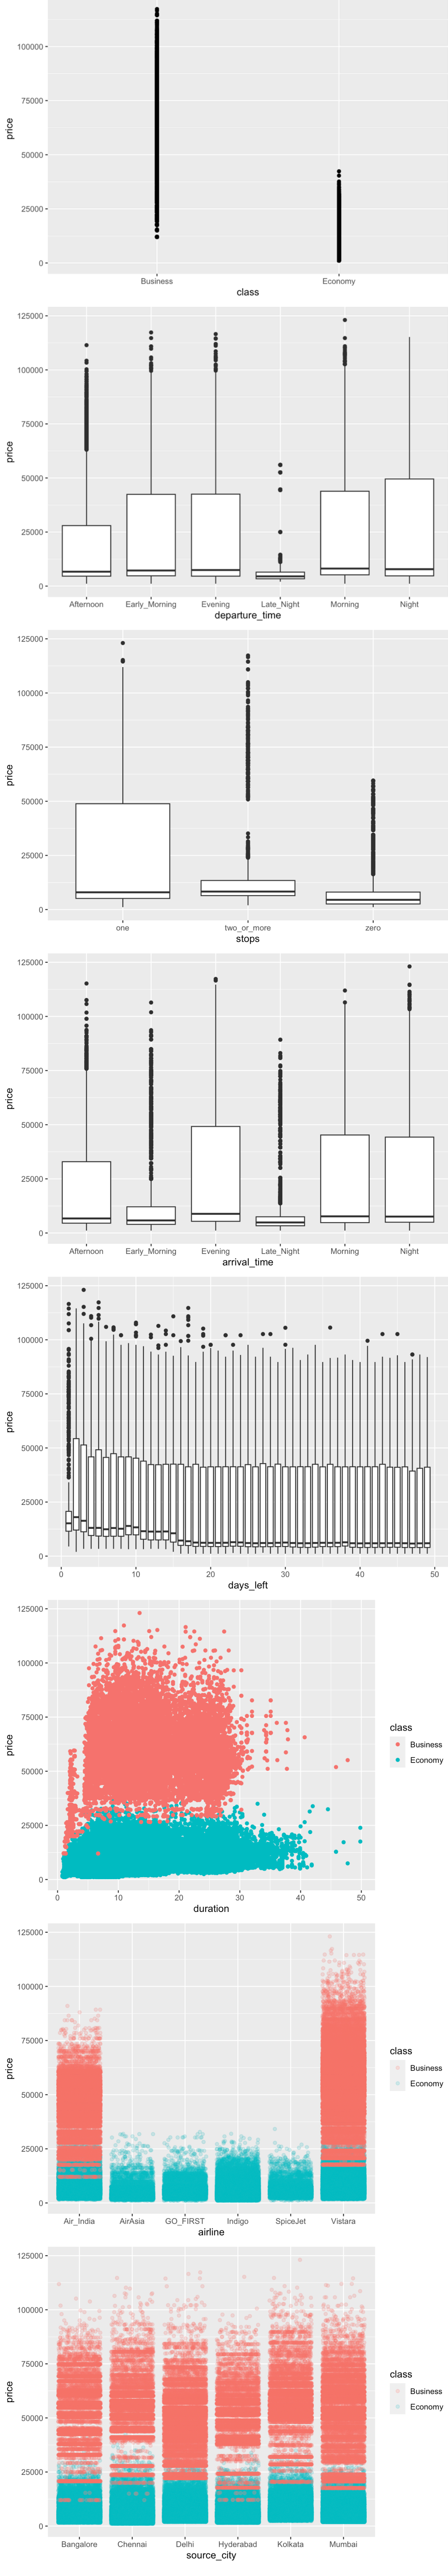 100000
75000
50000
25000
0
price
Business Economy
class
125000
100000
75000
50000
25000
0
price
Afternoon Early_Morning Evening Late_Night Morning Night
departure_time
125000
100000
75000
50000
25000
0
price
one two_or_more zero
stops
125000
100000
75000
50000
25000
0
price
Afternoon Early_Morning Evening Late_Night Morning Night
arrival_time
125000
100000
75000
50000
25000
0
price
0 10 20 30 40 50
days_left
125000
100000
75000
50000
25000
0
price
0 10 20 30 40 50
duration
class
Business
Economy
125000
100000
75000
50000
25000
0
price
Air_India AirAsia GO_FIRST Indigo SpiceJet Vistara
airline
class
Business
Economy
125000
100000
75000
50000
25000
0
price
Bangalore Chennai Delhi Hyderabad Kolkata Mumbai
source_city
class
Business
Economy